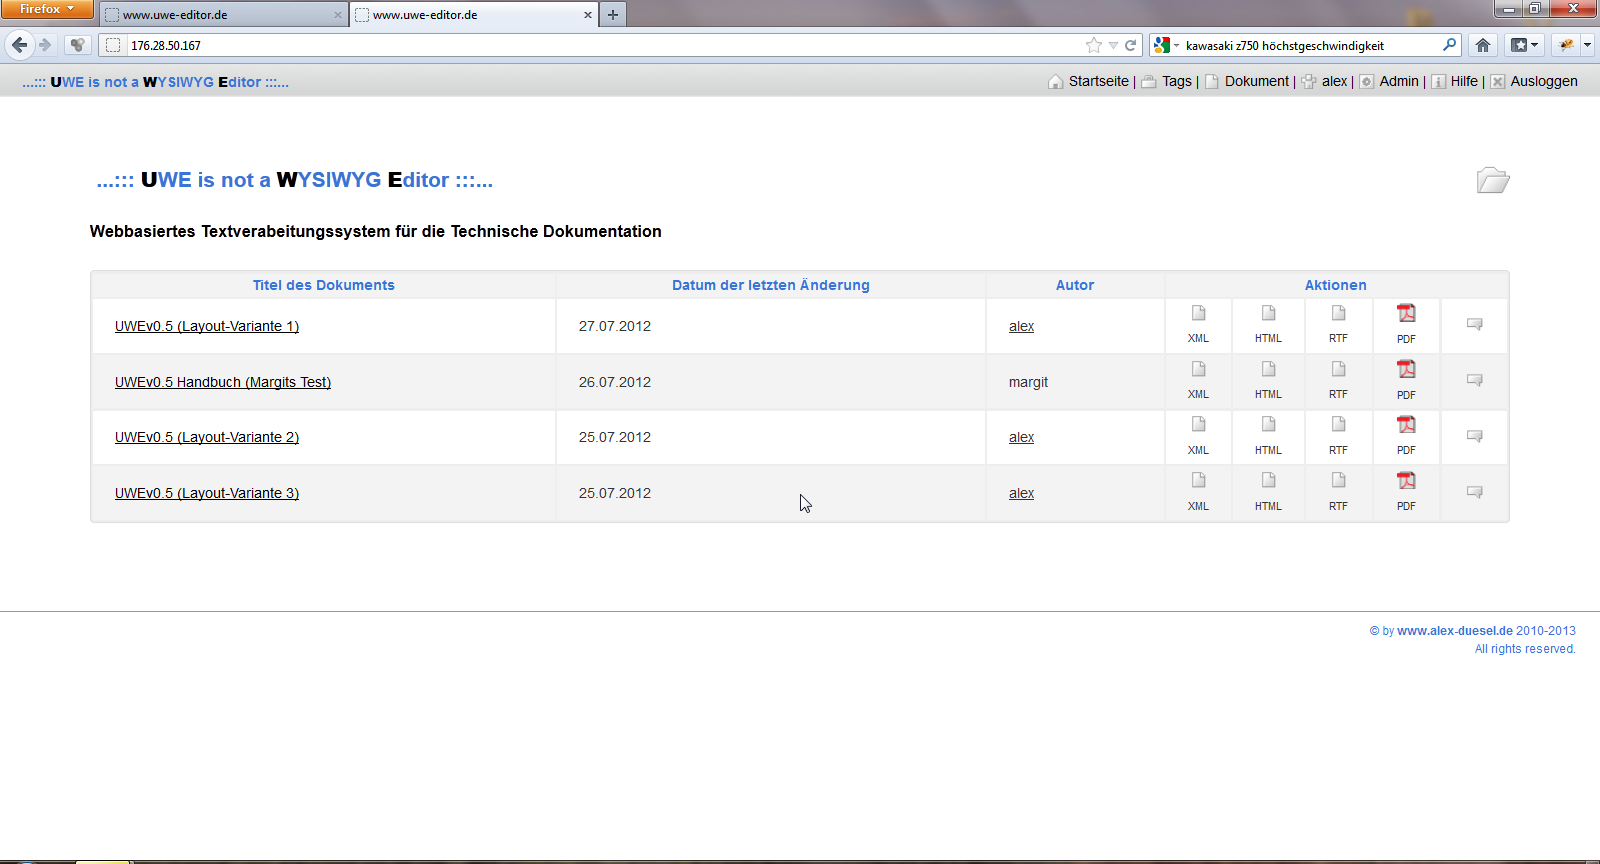 Firefox
www.uwe-editor.de
www.uwe-editor.de
176.28.50.167
kawasaki z750 höchstgeschwindigkeit
...::: UWE is not a WYSIWYG Editor :::...
Startseite | Tags | Dokument | alex | Admin | Hilfe | Ausloggen
...::: UWE is not a WYSIWYG Editor :::...
Webbasiertes Textverabeitungssystem für die Technische Dokumentation
Titel des Dokuments Datum der letzten Änderung Autor Aktionen
UWEv0.5 (Layout-Variante 1) 27.07.2012 alex XML HTML RTF PDF
UWEv0.5 Handbuch (Margits Test) 26.07.2012 margit XML HTML RTF PDF
UWEv0.5 (Layout-Variante 2) 25.07.2012 alex XML HTML RTF PDF
UWEv0.5 (Layout-Variante 3) 25.07.2012 alex XML HTML RTF PDF
© by www.alex-duesel.de 2010-2013
All rights reserved.